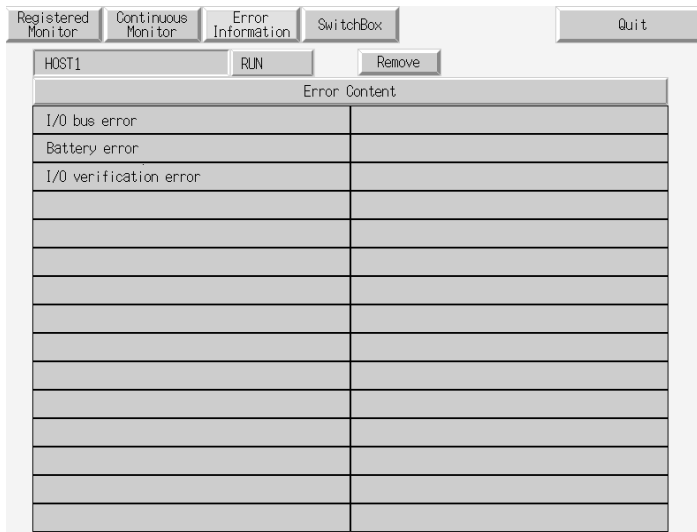 Registered
Monitor
Continuous
Monitor
Error
Information
SwitchBox
Quit
HOST1
RUN
Remove
Error Content
I/O bus error
Battery error
I/O verification error